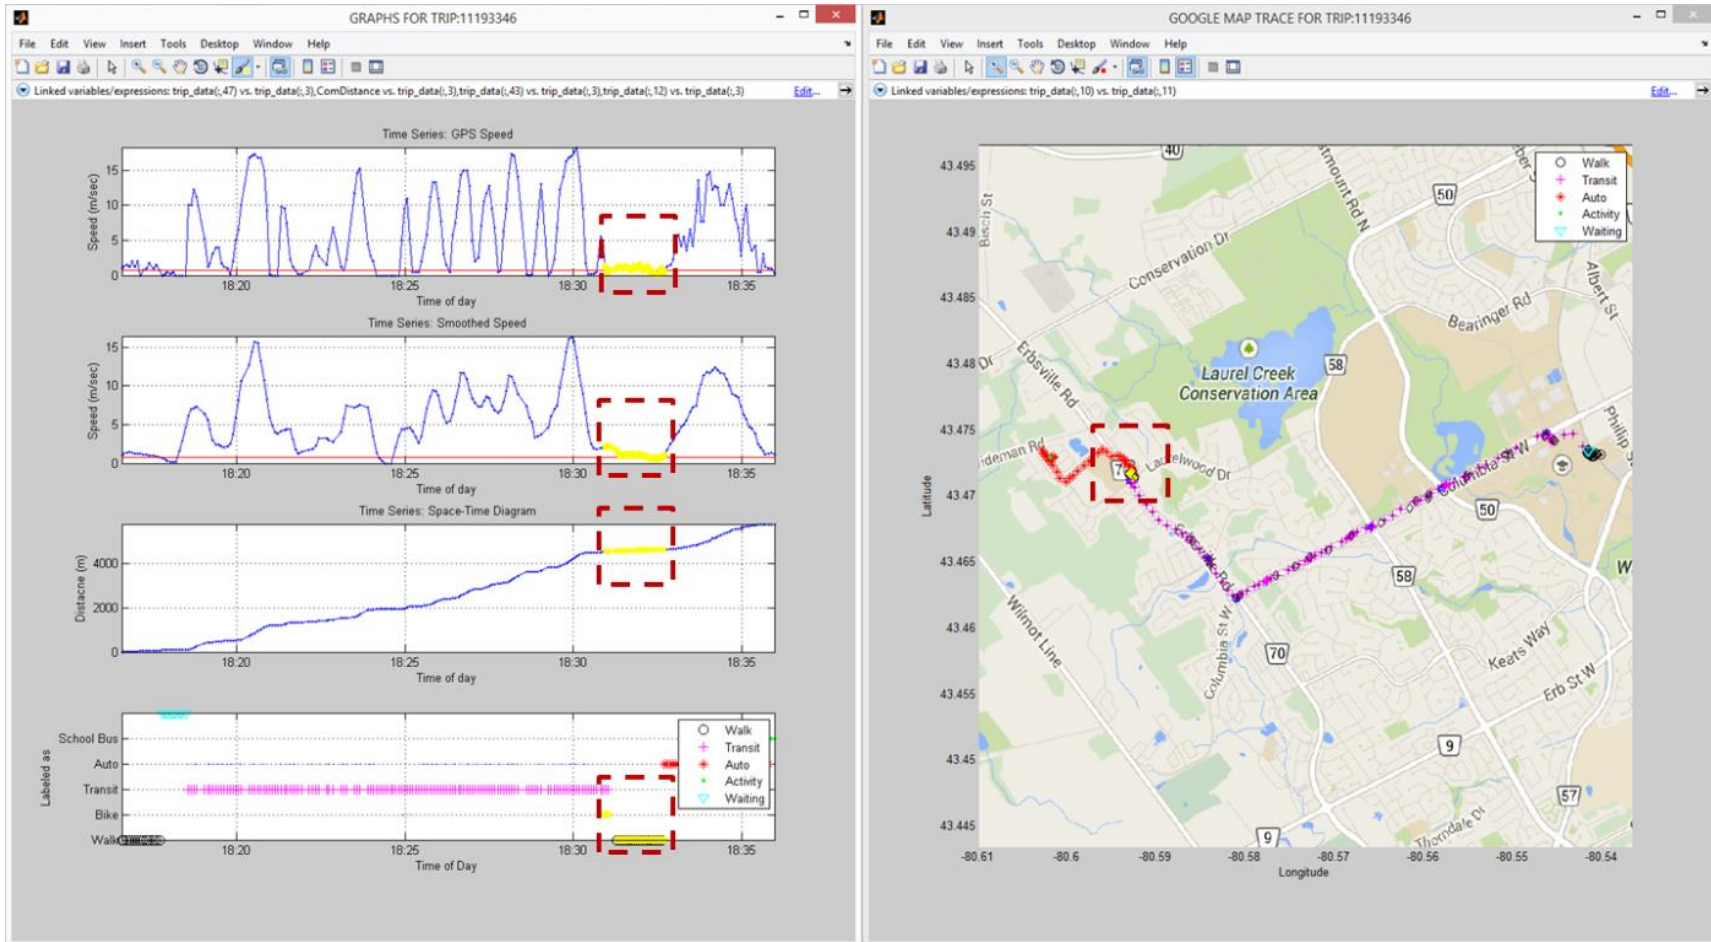 GRAPHS FOR TRIP:11193346
File Edit View Insert Tools Desktop Window Help
Linked variables/expressions: trip_data(:,47) vs. trip_data(:,3),ComDistance vs. trip_data(:,3),trip_data(:,43) vs. trip_data(:,3),trip_data(:,12) vs. trip_data(:,3) Edit...
Time Series: GPS Speed
Speed (m/sec)
15
10
5
0
18:20 18:25 18:30 18:35
Time of day
Time Series: Smoothed Speed
Speed (m/sec)
15
10
5
0
18:20 18:25 18:30 18:35
Time of day
Time Series: Space-Time Diagram
Distacne (m)
4000
2000
0
18:20 18:25 18:30 18:35
Time of day
Labeled as
School Bus
Auto
Transit
Bike
Walk
Walk
Transit
Auto
Activity
Waiting
18:20 18:25 18:30 18:35
Time of Day
GOOGLE MAP TRACE FOR TRIP:11193346
File Edit View Insert Tools Desktop Window Help
Linked variables/expressions: trip_data(:,10) vs. trip_data(:,11) Edit...
Latitude
43.495
43.49
43.485
43.48
43.475
43.47
43.465
43.46
43.455
43.45
43.445
Walk
Transit
Auto
Activity
Waiting
40
50
stmount Rd N
Conservation Dr
Albert St
Bearinger Rd
Dr
Erbsville Rd
58
Laurel Creek
Conservation Area
Phillip S
ideman Rd
Laurelwood Dr
Columbia St W
50
58
W
Wilmot Line
Columbia St W
70
Keats Way
Erb St W
9
57
9
Thorndale Dr
-80.61 -80.6 -80.59 -80.58 -80.57 -80.56 -80.55 -80.54
Longitude